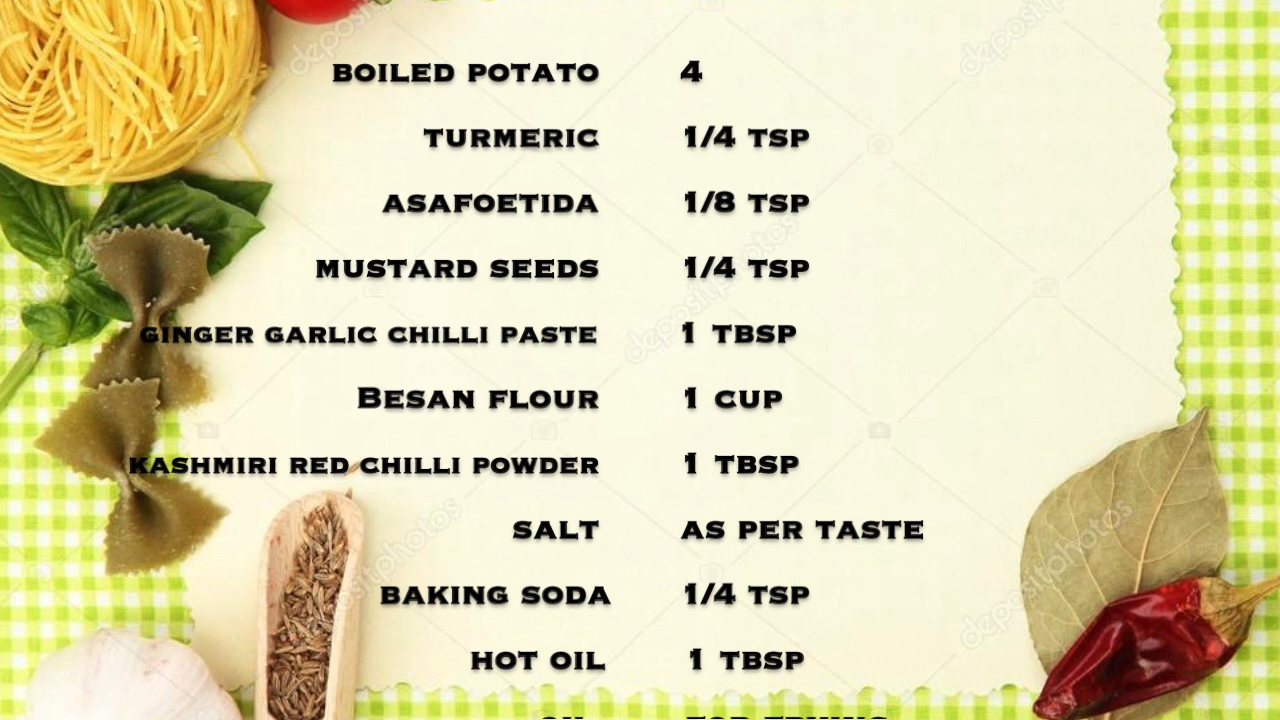 BOILED POTATO 4
TURMERIC 1/4 TSP
ASAFOETIDA 1/8 TSP
MUSTARD SEEDS 1/4 TSP
GINGER GARLIC CHILLI PASTE 1 TBSP
BESAN FLOUR 1 CUP
KASHMIRI RED CHILLI POWDER 1 TBSP
SALT AS PER TASTE
BAKING SODA 1/4 TSP
HOT OIL 1 TBSP
depositphotos
depositphotos